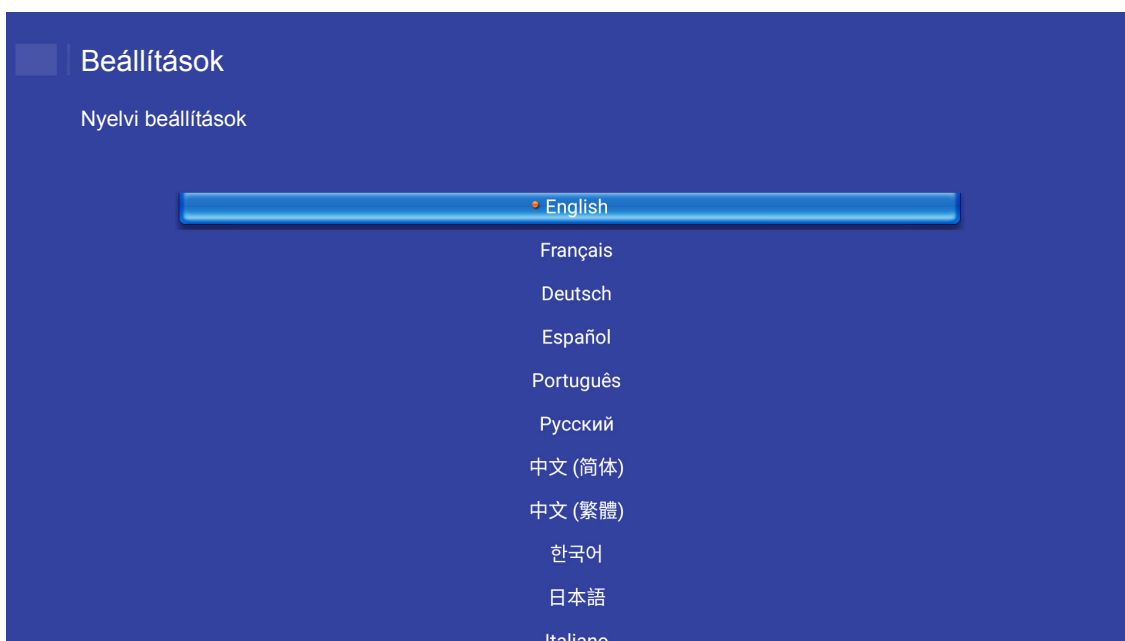 Beállítások
Nyelvi beállítások
English
Français
Deutsch
Español
Português
Русский
中文 (简体)
中文 (繁體)
한국어
日本語
Italiano